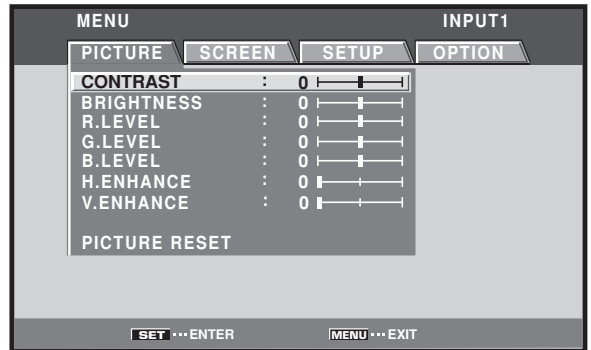 MENU INPUT1
PICTURE SCREEN SETUP OPTION
CONTRAST : 0
BRIGHTNESS : 0
R.LEVEL : 0
G.LEVEL : 0
B.LEVEL : 0
H.ENHANCE : 0
V.ENHANCE : 0
PICTURE RESET
SET ··· ENTER MENU ··· EXIT